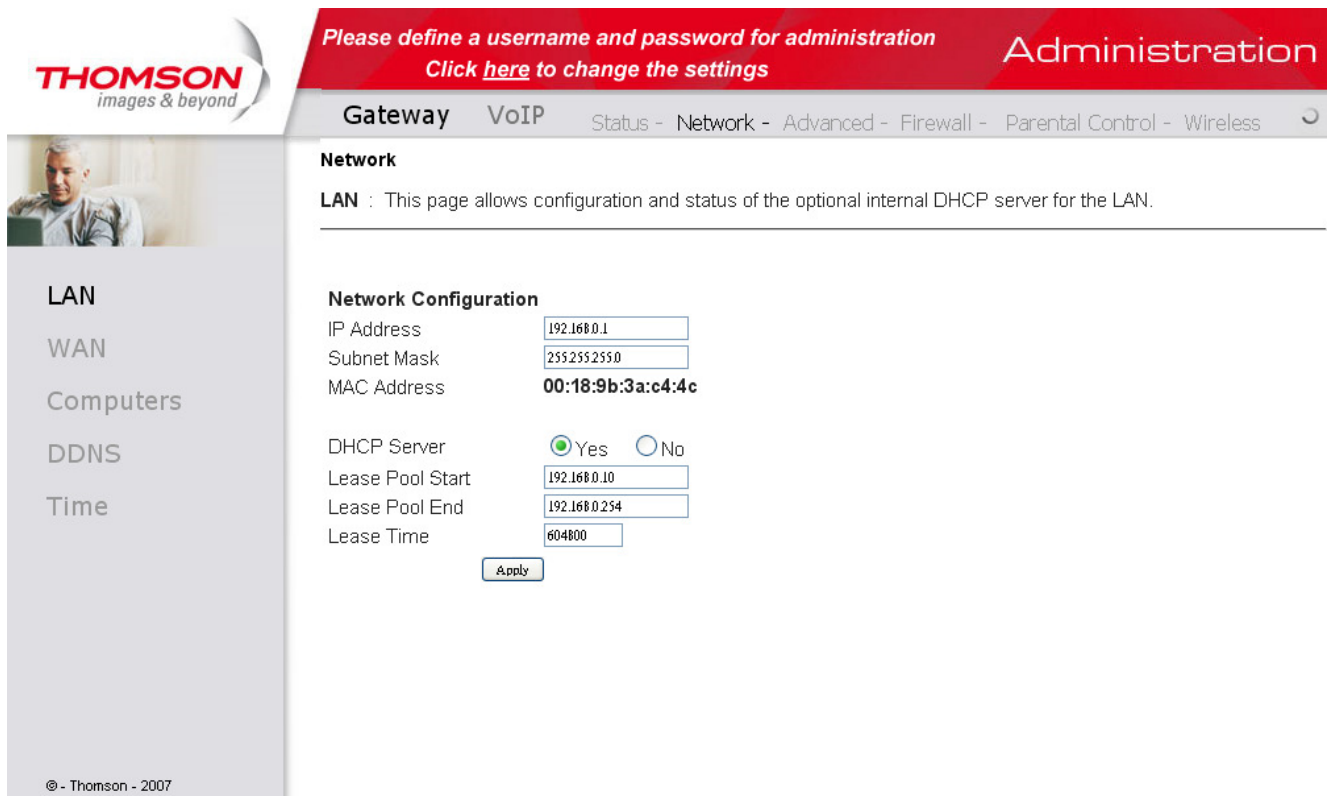 THOMSON
images & beyond
Please define a username and password for administration
Click here to change the settings
Administration
Gateway VoIP Status - Network - Advanced - Firewall - Parental Control - Wireless
Network
LAN : This page allows configuration and status of the optional internal DHCP server for the LAN.
LAN
WAN
Computers
DDNS
Time
Network Configuration
IP Address 192.168.0.1
Subnet Mask 255.255.255.0
MAC Address 00:18:9b:3a:c4:4c
DHCP Server Yes No
Lease Pool Start 192.168.0.10
Lease Pool End 192.168.0.254
Lease Time 604800
Apply
© - Thomson - 2007